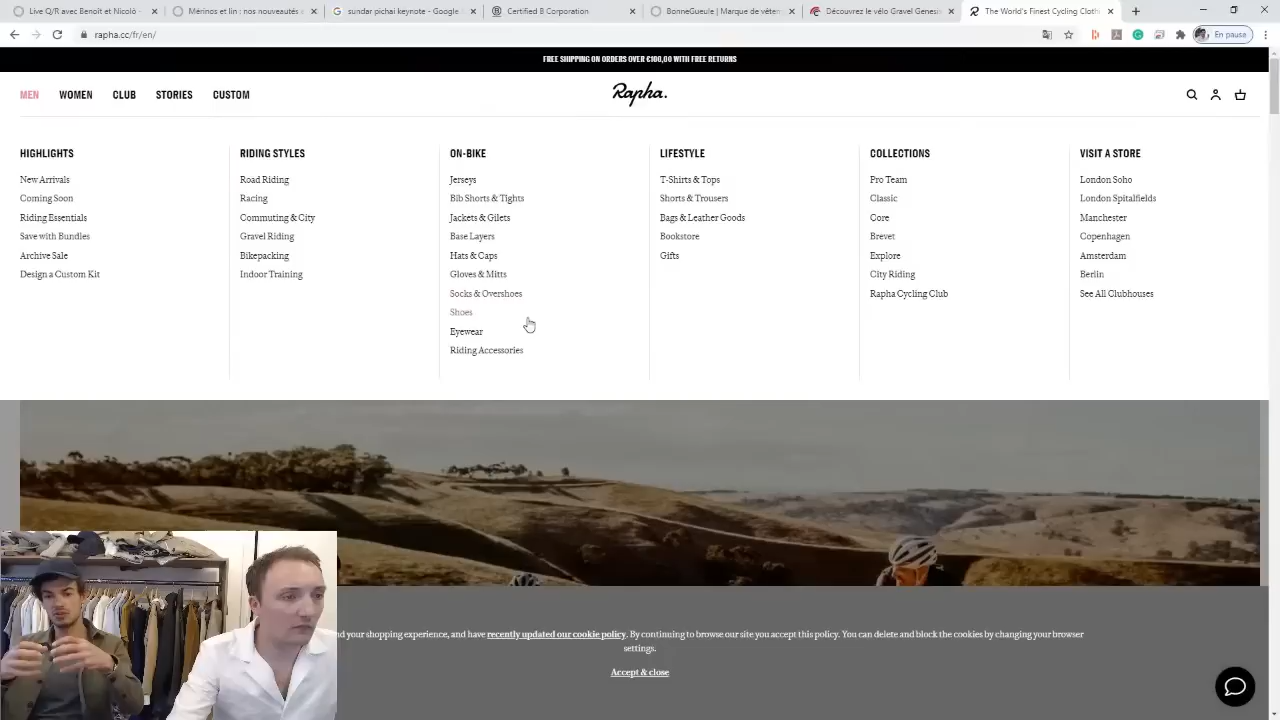 Live Q/A d'Oct
Mérinos et lin : nos nouveautés
sundar pichai keynote - Google
Certified B Corporation
BonneGueule | Marque de vêtem
Découvrez le vélo Gravel Genesis
The World's Finest Cycling Cloth
rapha.cc/fr/en/
En pause
FREE SHIPPING ON ORDERS OVER €100,00 WITH FREE RETURNS
MEN
WOMEN
CLUB
STORIES
CUSTOM
Rapha.
HIGHLIGHTS
New Arrivals
Coming Soon
Riding Essentials
Save with Bundles
Archive Sale
Design a Custom Kit
RIDING STYLES
Road Riding
Racing
Commuting & City
Gravel Riding
Bikepacking
Indoor Training
ON-BIKE
Jerseys
Bib Shorts & Tights
Jackets & Gilets
Base Layers
Hats & Caps
Gloves & Mitts
Socks & Overshoes
Shoes
Eyewear
Riding Accessories
LIFESTYLE
T-Shirts & Tops
Shorts & Trousers
Bags & Leather Goods
Bookstore
Gifts
COLLECTIONS
Pro Team
Classic
Core
Brevet
Explore
City Riding
Rapha Cycling Club
VISIT A STORE
London Soho
London Spitalfields
Manchester
Copenhagen
Amsterdam
Berlin
See All Clubhouses
your shopping experience, and have recently updated our cookie policy. By continuing to browse our site you accept this policy. You can delete and block the cookies by changing your browser
settings.
Accept & close